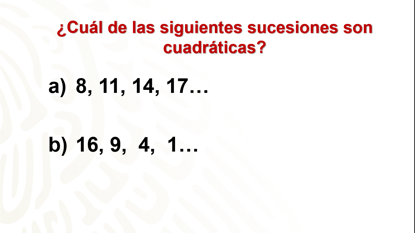 ¿Cuál de las siguientes sucesiones son
cuadráticas?
a) 8, 11, 14, 17...
b) 16, 9, 4, 1...